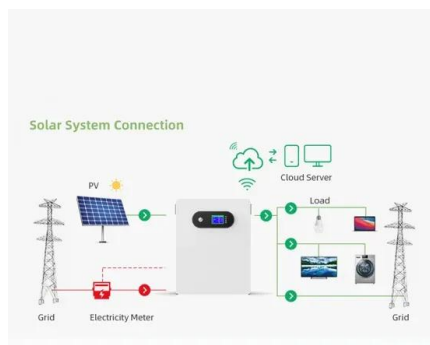 Solar System Connection
Cloud Server
PV
Load
Grid
Electricity Meter
Grid